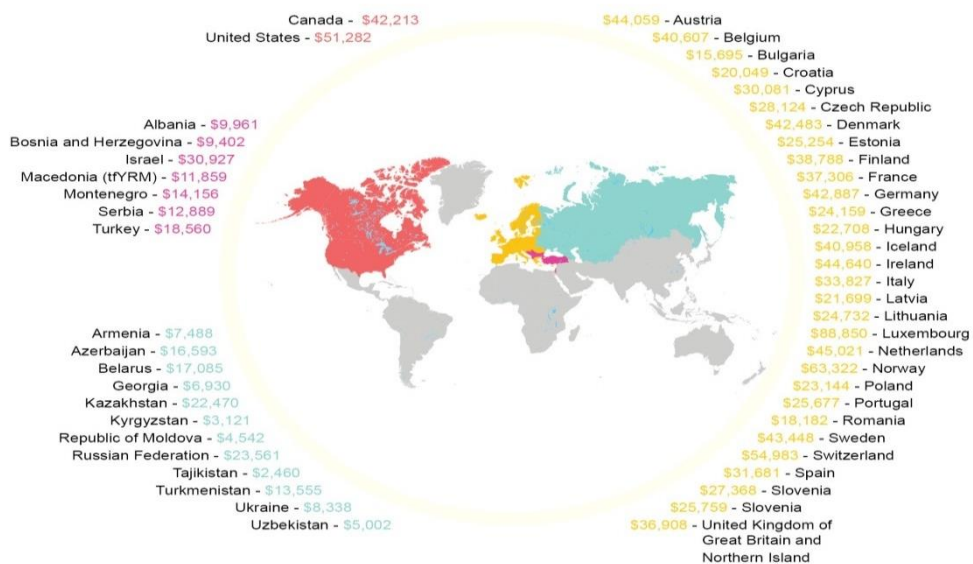 Canada - $42,213
United States - $51,282
Albania - $9,961
Bosnia and Herzegovina - $9,402
Israel - $30,927
Macedonia (tfYRM) - $11,859
Montenegro - $14,156
Serbia - $12,889
Turkey - $18,560
Armenia - $7,488
Azerbaijan - $16,593
Belarus - $17,085
Georgia - $6,930
Kazakhstan - $22,470
Kyrgyzstan - $3,121
Republic of Moldova - $4,542
Russian Federation - $23,561
Tajikistan - $2,460
Turkmenistan - $13,555
Ukraine - $8,338
Uzbekistan - $5,002
$44,059 - Austria
$40,607 - Belgium
$15,695 - Bulgaria
$20,049 - Croatia
$30,081 - Cyprus
$28,124 - Czech Republic
$42,483 - Denmark
$25,254 - Estonia
$38,788 - Finland
$37,306 - France
$42,887 - Germany
$24,159 - Greece
$22,708 - Hungary
$40,958 - Iceland
$44,640 - Ireland
$33,827 - Italy
$21,699 - Latvia
$24,732 - Lithuania
$88,850 - Luxembourg
$45,021 - Netherlands
$63,322 - Norway
$23,144 - Poland
$25,677 - Portugal
$18,182 - Romania
$43,448 - Sweden
$54,983 - Switzerland
$31,681 - Spain
$27,368 - Slovenia
$25,759 - Slovenia
$36,908 - United Kingdom of
Great Britain and
Northern Island